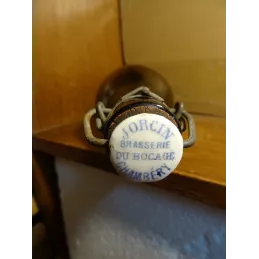 JORCIN
BRASSERIE
DU BOCAGE
CHAMBÉRY